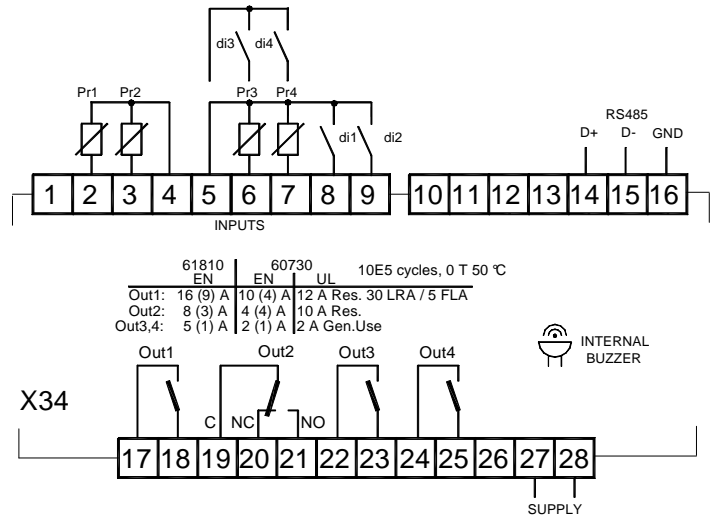 di3 di4
Pr1 Pr2 Pr3 Pr4
di1 di2
RS485
D+ D- GND
1 2 3 4 5 6 7 8 9 10 11 12 13 14 15 16
INPUTS
61810 60730 10E5 cycles, 0 T 50 °C
EN EN UL
Out1: 16 (9) A 10 (4) A 12 A Res. 30 LRA / 5 FLA
Out2: 8 (3) A 4 (4) A 10 A Res.
Out3,4: 5 (1) A 2 (1) A 2 A Gen.Use
INTERNAL
BUZZER
Out1 Out2 Out3 Out4
X34
C NC NO
17 18 19 20 21 22 23 24 25 26 27 28
SUPPLY